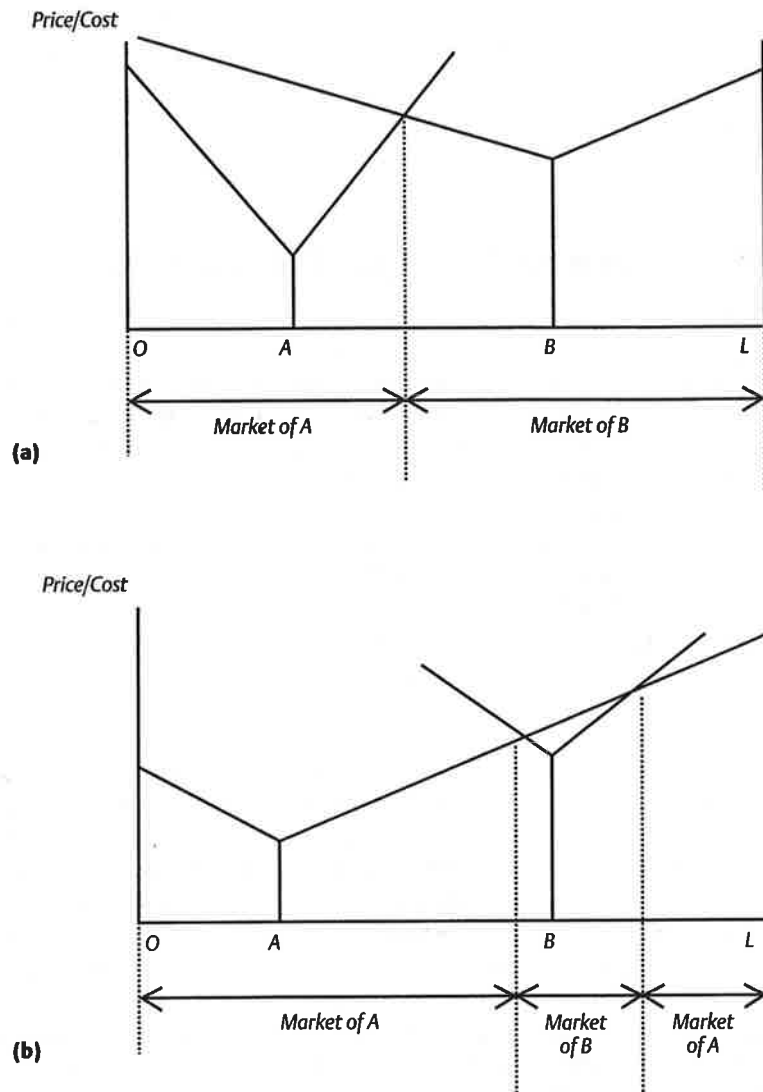 Price/Cost
O A B L
Market of A Market of B
(a)
Price/Cost
O A B L
Market of A Market of B Market of A
(b)